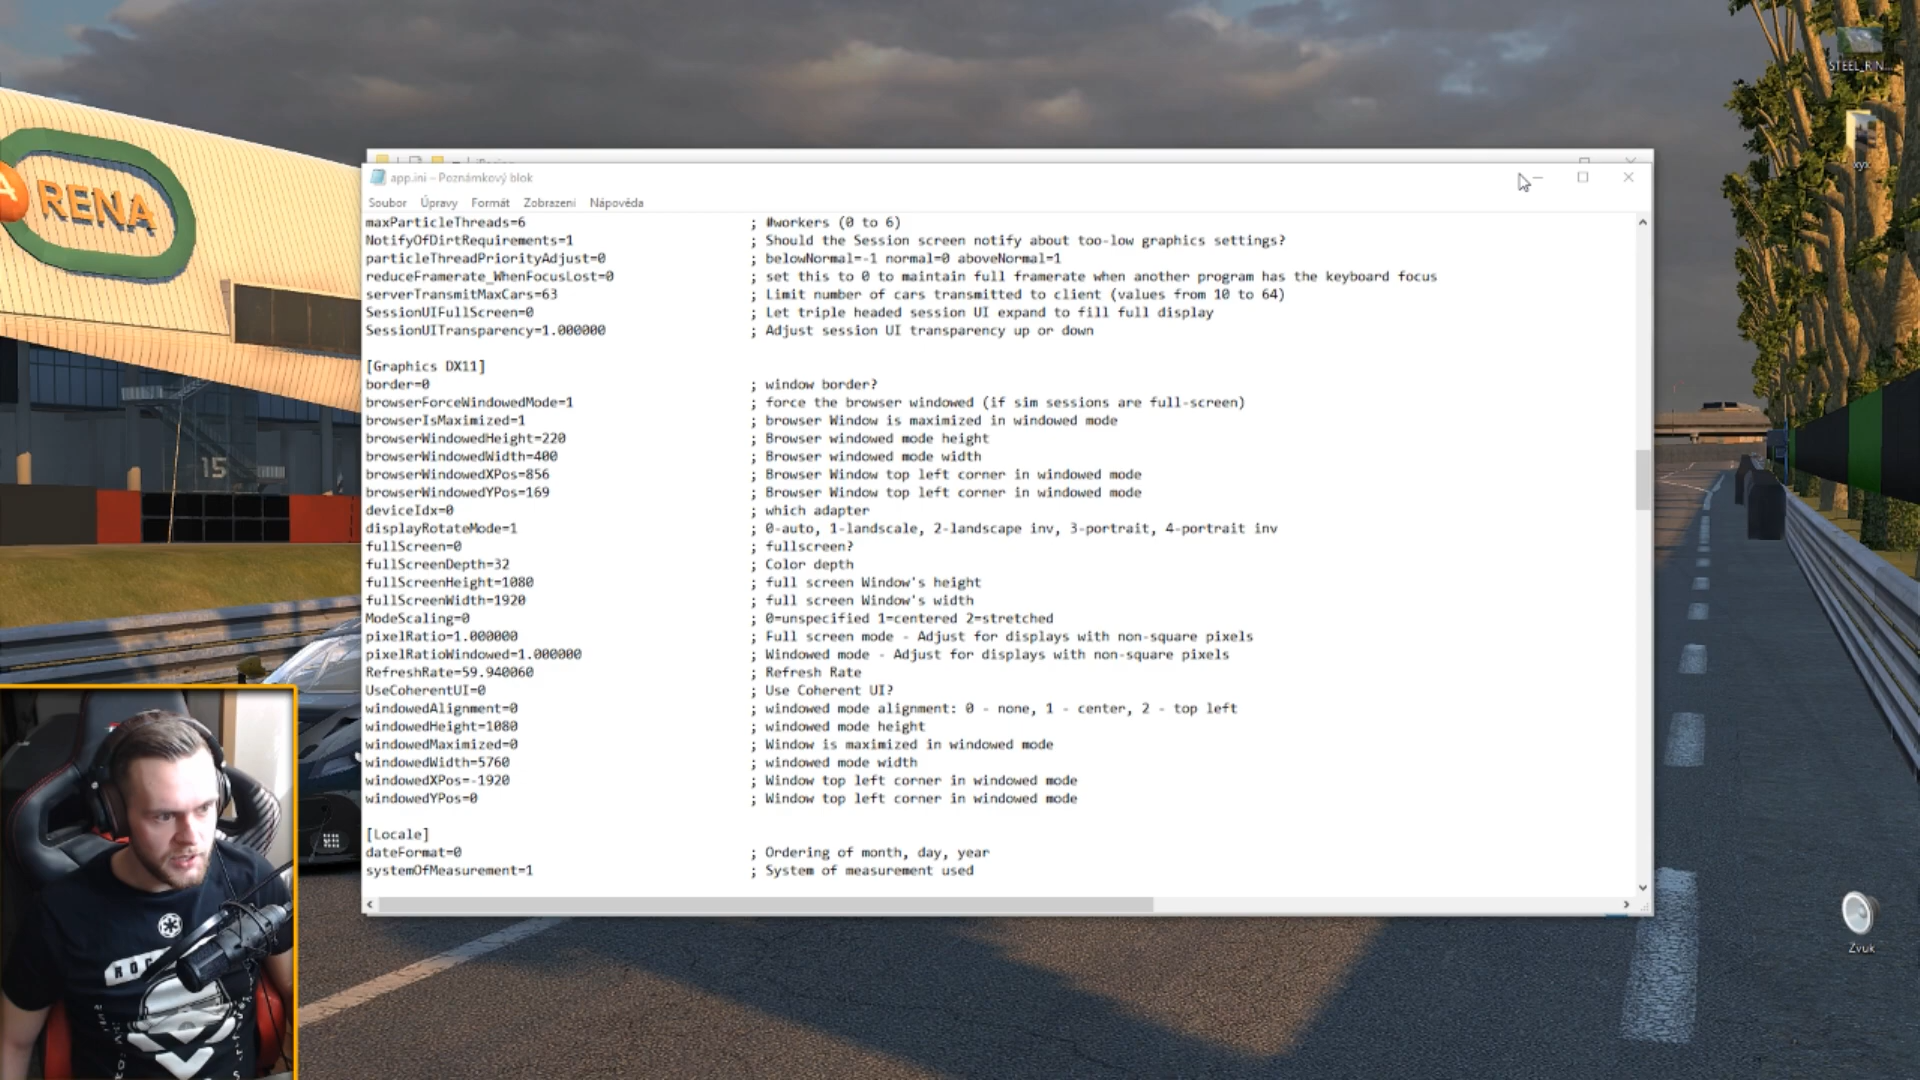 RENA
15
STEEL_RIN...
xyx
app.ini – Poznámkový blok
Soubor Úpravy Formát Zobrazení Nápověda
maxParticleThreads=6 ; #workers (0 to 6)
NotifyOfDirtRequirements=1 ; Should the Session screen notify about too-low graphics settings?
particleThreadPriorityAdjust=0 ; belowNormal=-1 normal=0 aboveNormal=1
reduceFramerate_WhenFocusLost=0 ; set this to 0 to maintain full framerate when another program has the keyboard focus
serverTransmitMaxCars=63 ; Limit number of cars transmitted to client (values from 10 to 64)
SessionUIFullScreen=0 ; Let triple headed session UI expand to fill full display
SessionUITransparency=1.000000 ; Adjust session UI transparency up or down
[Graphics DX11]
border=0 ; window border?
browserForceWindowedMode=1 ; force the browser windowed (if sim sessions are full-screen)
browserIsMaximized=1 ; browser Window is maximized in windowed mode
browserWindowedHeight=220 ; Browser windowed mode height
browserWindowedWidth=400 ; Browser windowed mode width
browserWindowedXPos=856 ; Browser Window top left corner in windowed mode
browserWindowedYPos=169 ; Browser Window top left corner in windowed mode
deviceIdx=0 ; which adapter
displayRotateMode=1 ; 0-auto, 1-landscale, 2-landscape inv, 3-portrait, 4-portrait inv
fullScreen=0 ; fullscreen?
fullScreenDepth=32 ; Color depth
fullScreenHeight=1080 ; full screen Window's height
fullScreenWidth=1920 ; full screen Window's width
ModeScaling=0 ; 0=unspecified 1=centered 2=stretched
pixelRatio=1.000000 ; Full screen mode - Adjust for displays with non-square pixels
pixelRatioWindowed=1.000000 ; Windowed mode - Adjust for displays with non-square pixels
RefreshRate=59.940060 ; Refresh Rate
UseCoherentUI=0 ; Use Coherent UI?
windowedAlignment=0 ; windowed mode alignment: 0 - none, 1 - center, 2 - top left
windowedHeight=1080 ; windowed mode height
windowedMaximized=0 ; Window is maximized in windowed mode
windowedWidth=5760 ; windowed mode width
windowedXPos=-1920 ; Window top left corner in windowed mode
windowedYPos=0 ; Window top left corner in windowed mode
[Locale]
dateFormat=0 ; Ordering of month, day, year
systemOfMeasurement=1 ; System of measurement used
Zvuk